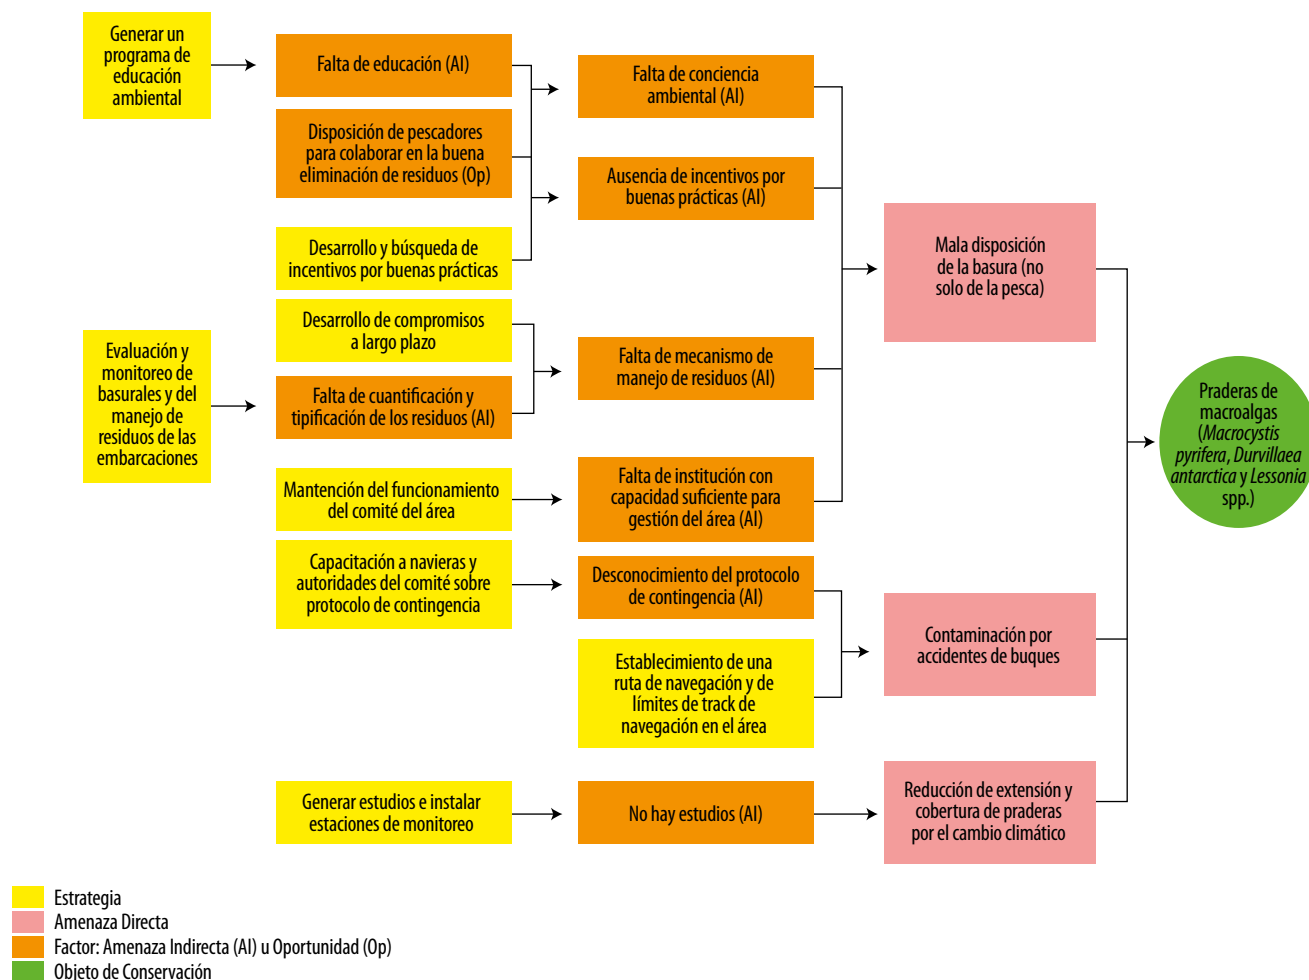 Generar un
programa de
educación
ambiental
Falta de educación (AI)
Disposición de pescadores
para colaborar en la buena
eliminación de residuos (Op)
Desarrollo y búsqueda de
incentivos por buenas prácticas
Falta de conciencia
ambiental (AI)
Ausencia de incentivos por
buenas prácticas (AI)
Evaluación y
monitoreo de
basurales y del
manejo de
residuos de las
embarcaciones
Desarrollo de compromisos
a largo plazo
Falta de cuantificación y
tipificación de los residuos (AI)
Falta de mecanismo de
manejo de residuos (AI)
Mantención del funcionamiento
del comité del área
Falta de institución con
capacidad suficiente para
gestión del área (AI)
Mala disposición
de la basura (no
solo de la pesca)
Capacitación a navieras y
autoridades del comité sobre
protocolo de contingencia
Desconocimiento del protocolo
de contingencia (AI)
Establecimiento de una
ruta de navegación y de
límites de track de
navegación en el área
Contaminación por
accidentes de buques
Generar estudios e instalar
estaciones de monitoreo
No hay estudios (AI)
Reducción de extensión y
cobertura de praderas
por el cambio climático
Praderas de
macroalgas
(Macrocystis
pyrifera, Durvillaea
antarctica y Lessonia
spp.)
Estrategia
Amenaza Directa
Factor: Amenaza Indirecta (AI) u Oportunidad (Op)
Objeto de Conservación